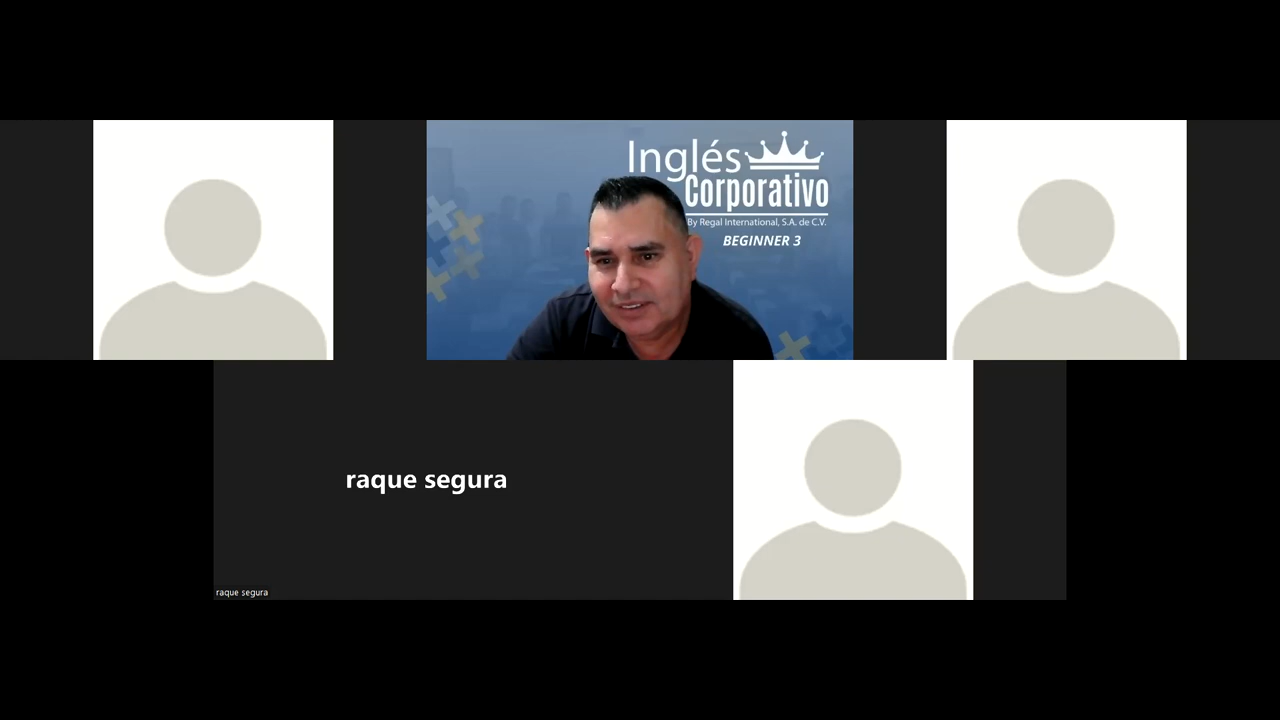 Inglés
Corporativo
By Regal International, S.A. de C.V.
BEGINNER 3
raque segura
raque segura